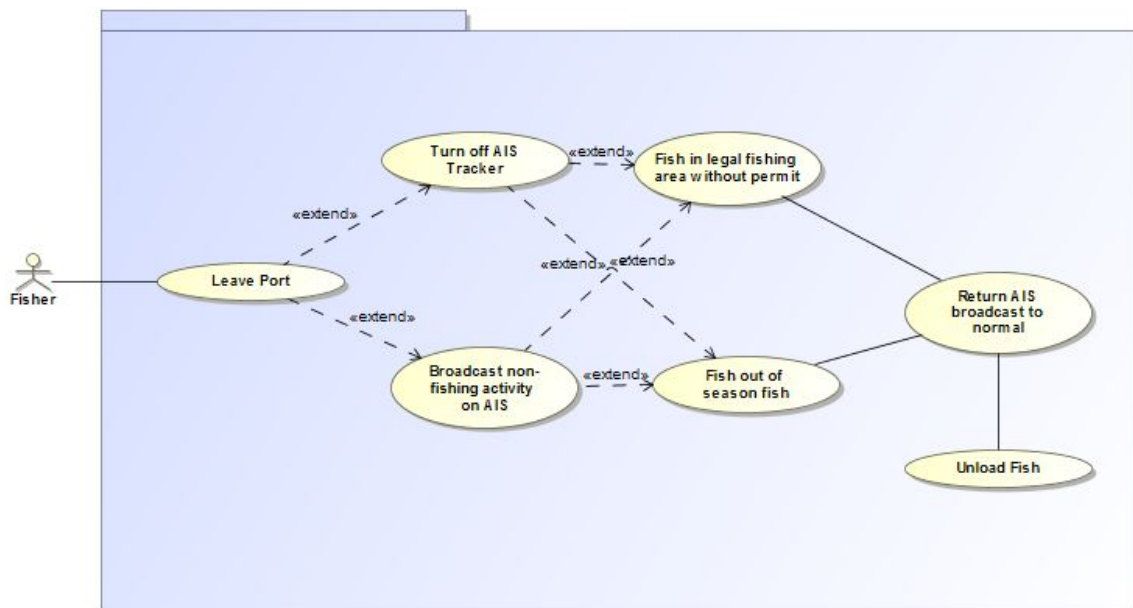 Turn off AIS
Tracker
«extend»
Fish in legal fishing
area without permit
«extend»
«extend»
«extend»
Fisher
Leave Port
Return AIS
broadcast to
normal
«extend»
Broadcast non-
fishing activity
on AIS
«extend»
Fish out of
season fish
Unload Fish